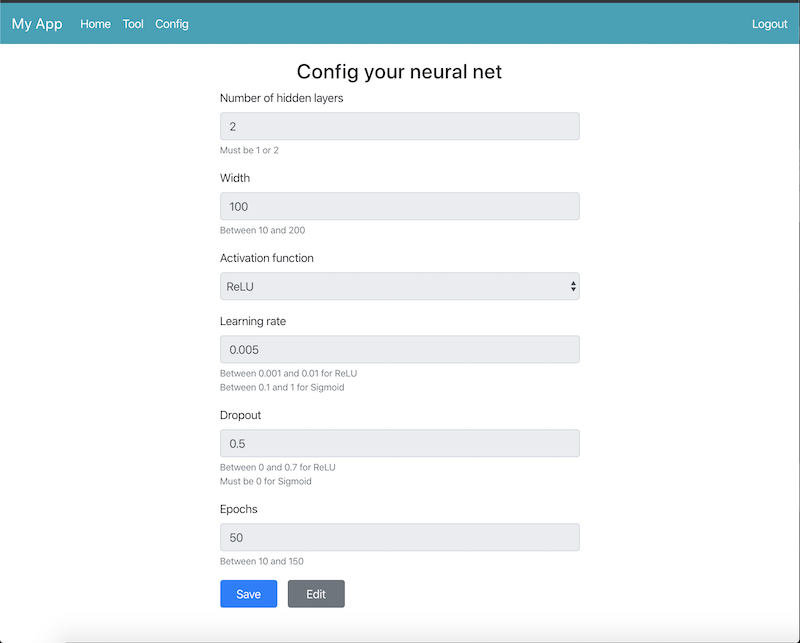 My App Home Tool Config Logout
Config your neural net
Number of hidden layers
2
Must be 1 or 2
Width
100
Between 10 and 200
Activation function
ReLU
Learning rate
0.005
Between 0.001 and 0.01 for ReLU
Between 0.1 and 1 for Sigmoid
Dropout
0.5
Between 0 and 0.7 for ReLU
Must be 0 for Sigmoid
Epochs
50
Between 10 and 150
Save Edit